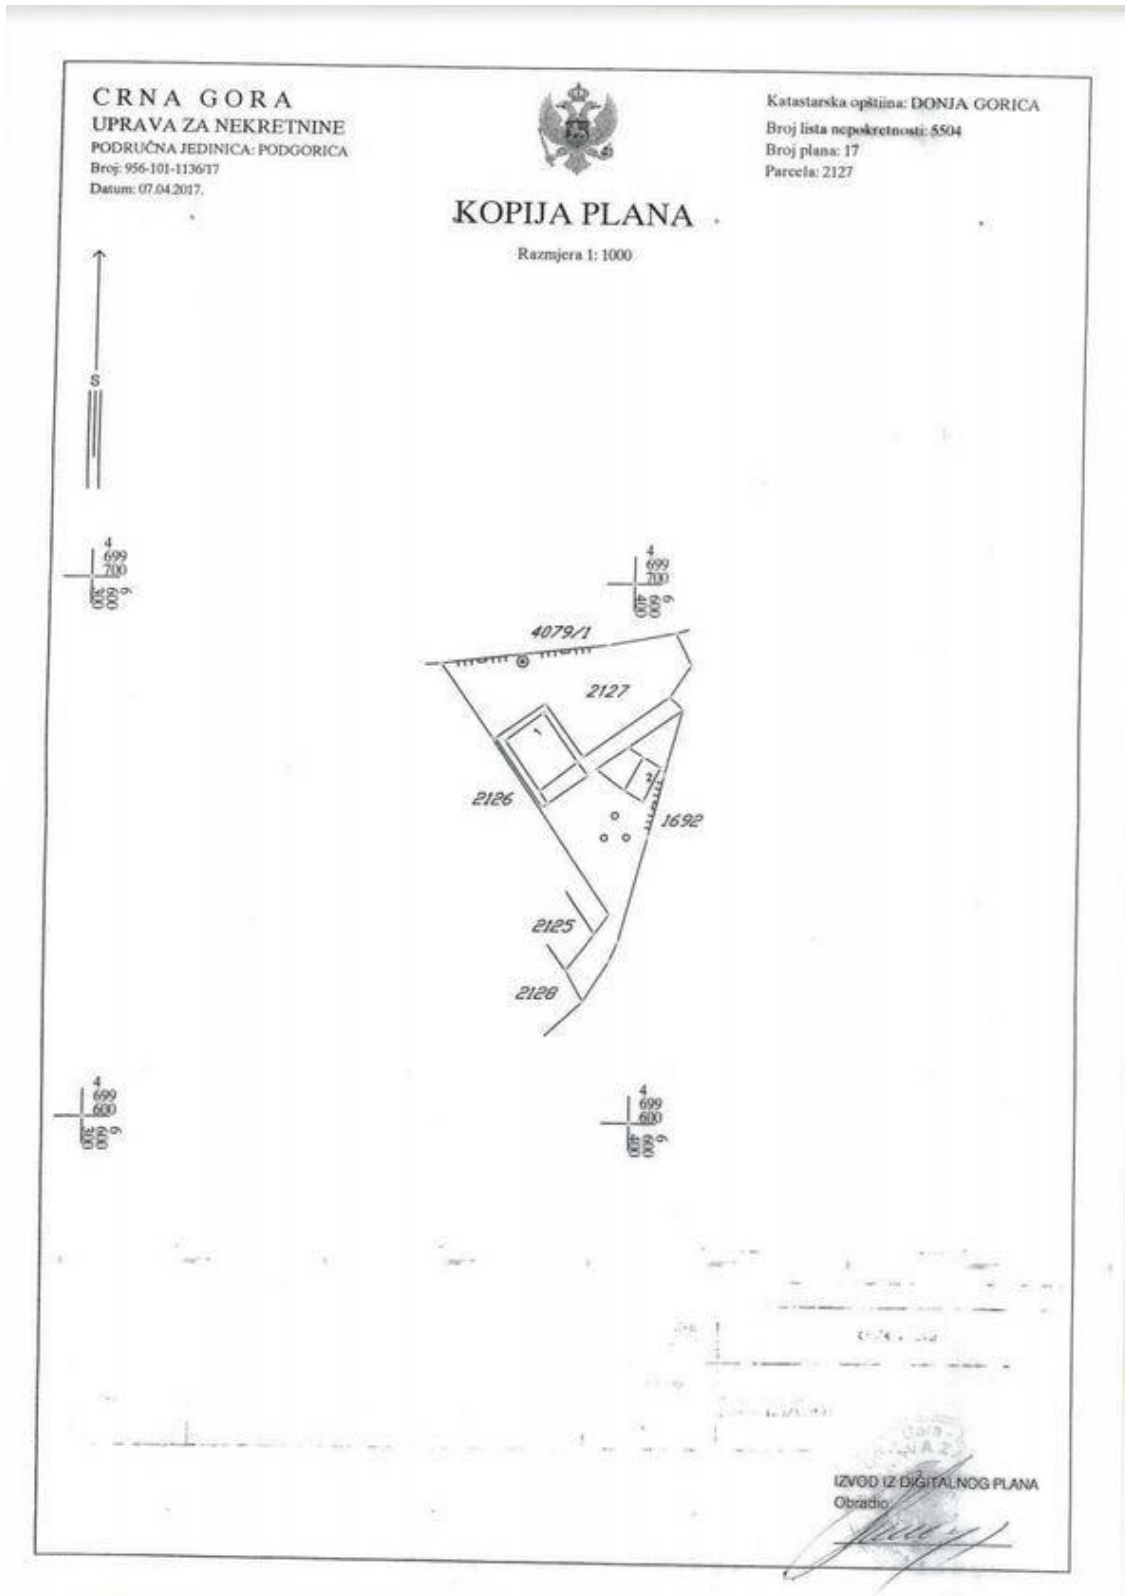 CRNA GORA
UPRAVA ZA NEKRETNINE
PODRUČNA JEDINICA: PODGORICA
Broj: 956-101-1136/17
Datum: 07.04.2017.
Katastarska opština: DONJA GORICA
Broj lista nepokretnosti: 5504
Broj plana: 17
Parcela: 2127
KOPIJA PLANA
Razmjera 1: 1000
S
4
699
700
6
600
300
4
699
700
6
600
400
4079/1
2127
1
2126
2
1692
2125
2128
4
699
600
6
600
300
4
699
600
6
600
400
IZVOD IZ DIGITALNOG PLANA
Obradio: